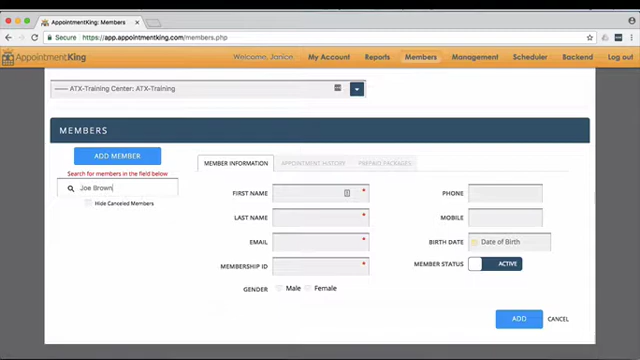 AppointmentKing: Members
Secure https://app.appointmentking.com/members.php
AppointmentKing Welcome, Janice My Account Reports Members Management Scheduler Backend Log out
—— ATX-Training Center: ATX-Training
MEMBERS
ADD MEMBER
Search for members in the field below
Joe Brown
Hide Canceled Members
MEMBER INFORMATION APPOINTMENT HISTORY PREPAID PACKAGES
FIRST NAME * PHONE
LAST NAME * MOBILE
EMAIL * BIRTH DATE Date of Birth
MEMBERSHIP ID * MEMBER STATUS ACTIVE
GENDER Male Female
ADD CANCEL